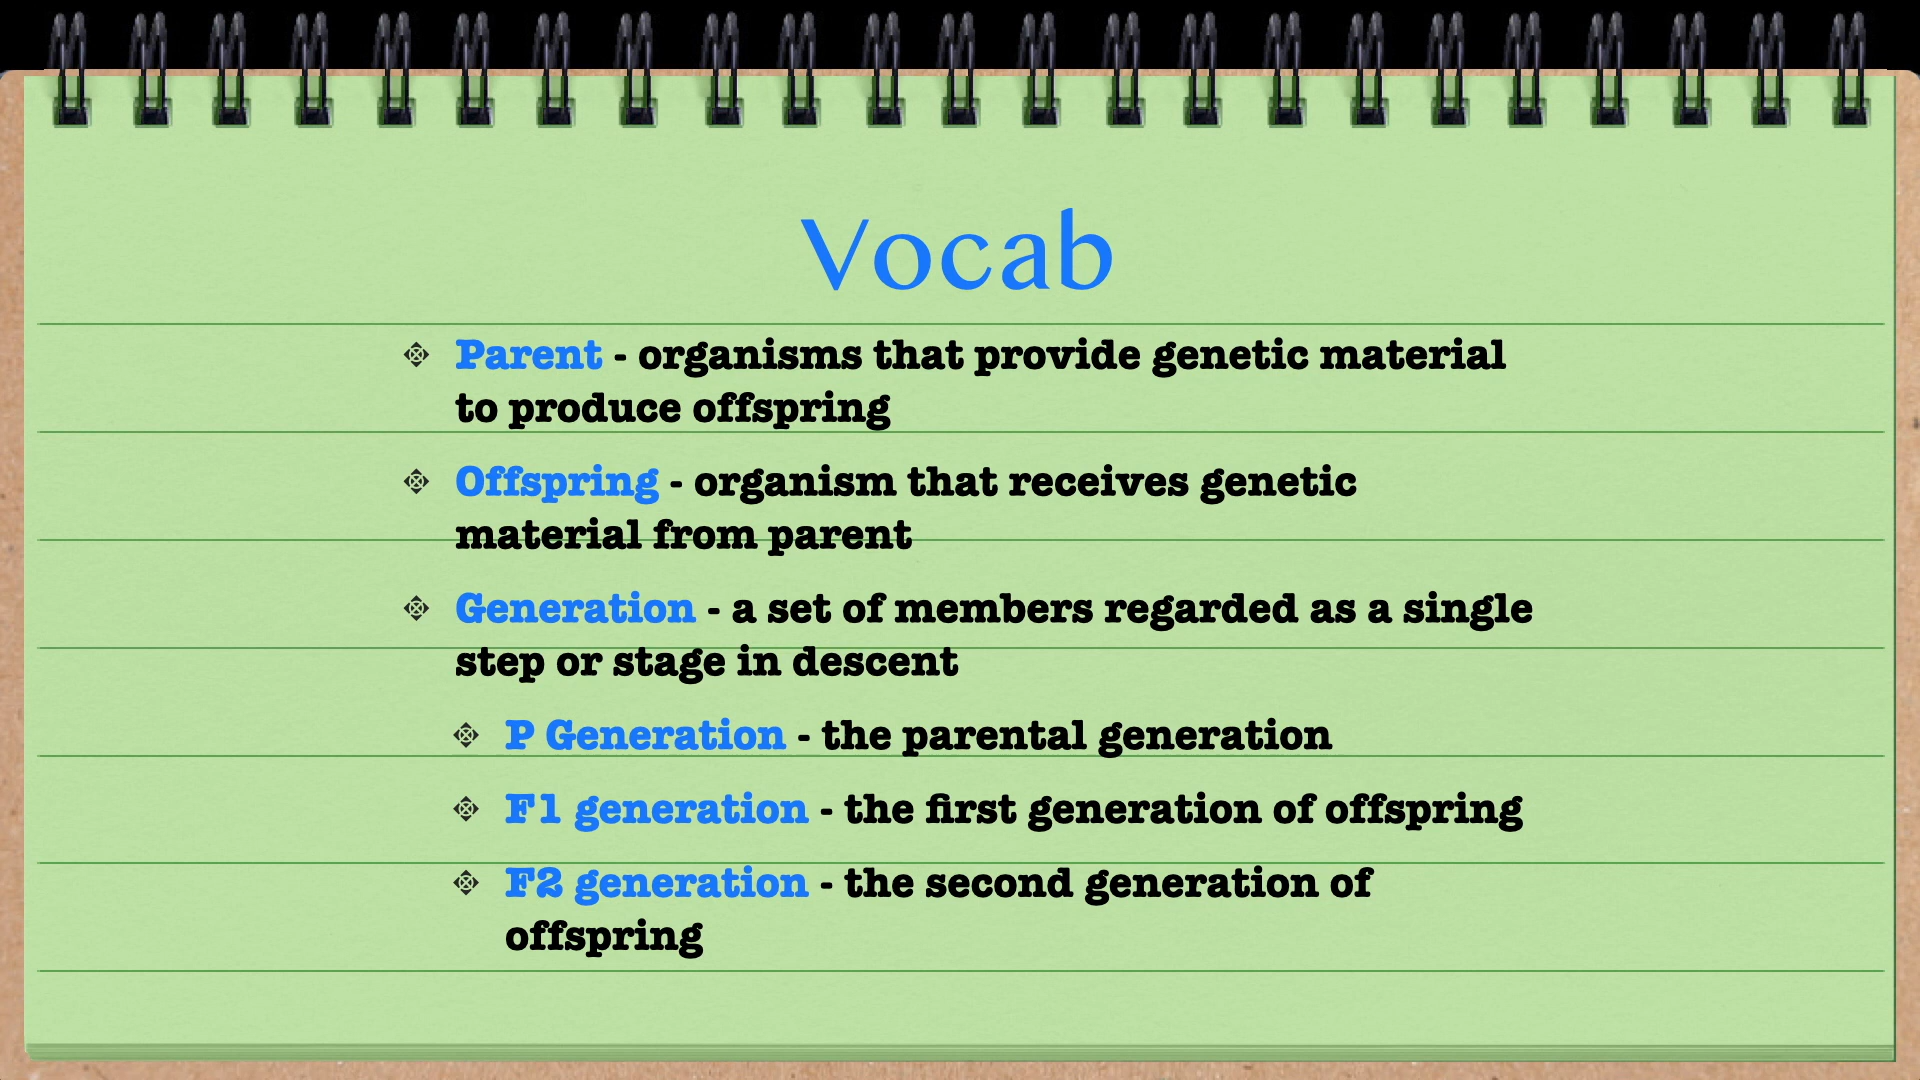 Vocab
Parent - organisms that provide genetic material
to produce offspring
Offspring - organism that receives genetic
material from parent
Generation - a set of members regarded as a single
step or stage in descent
P Generation - the parental generation
F1 generation - the first generation of offspring
F2 generation - the second generation of
offspring